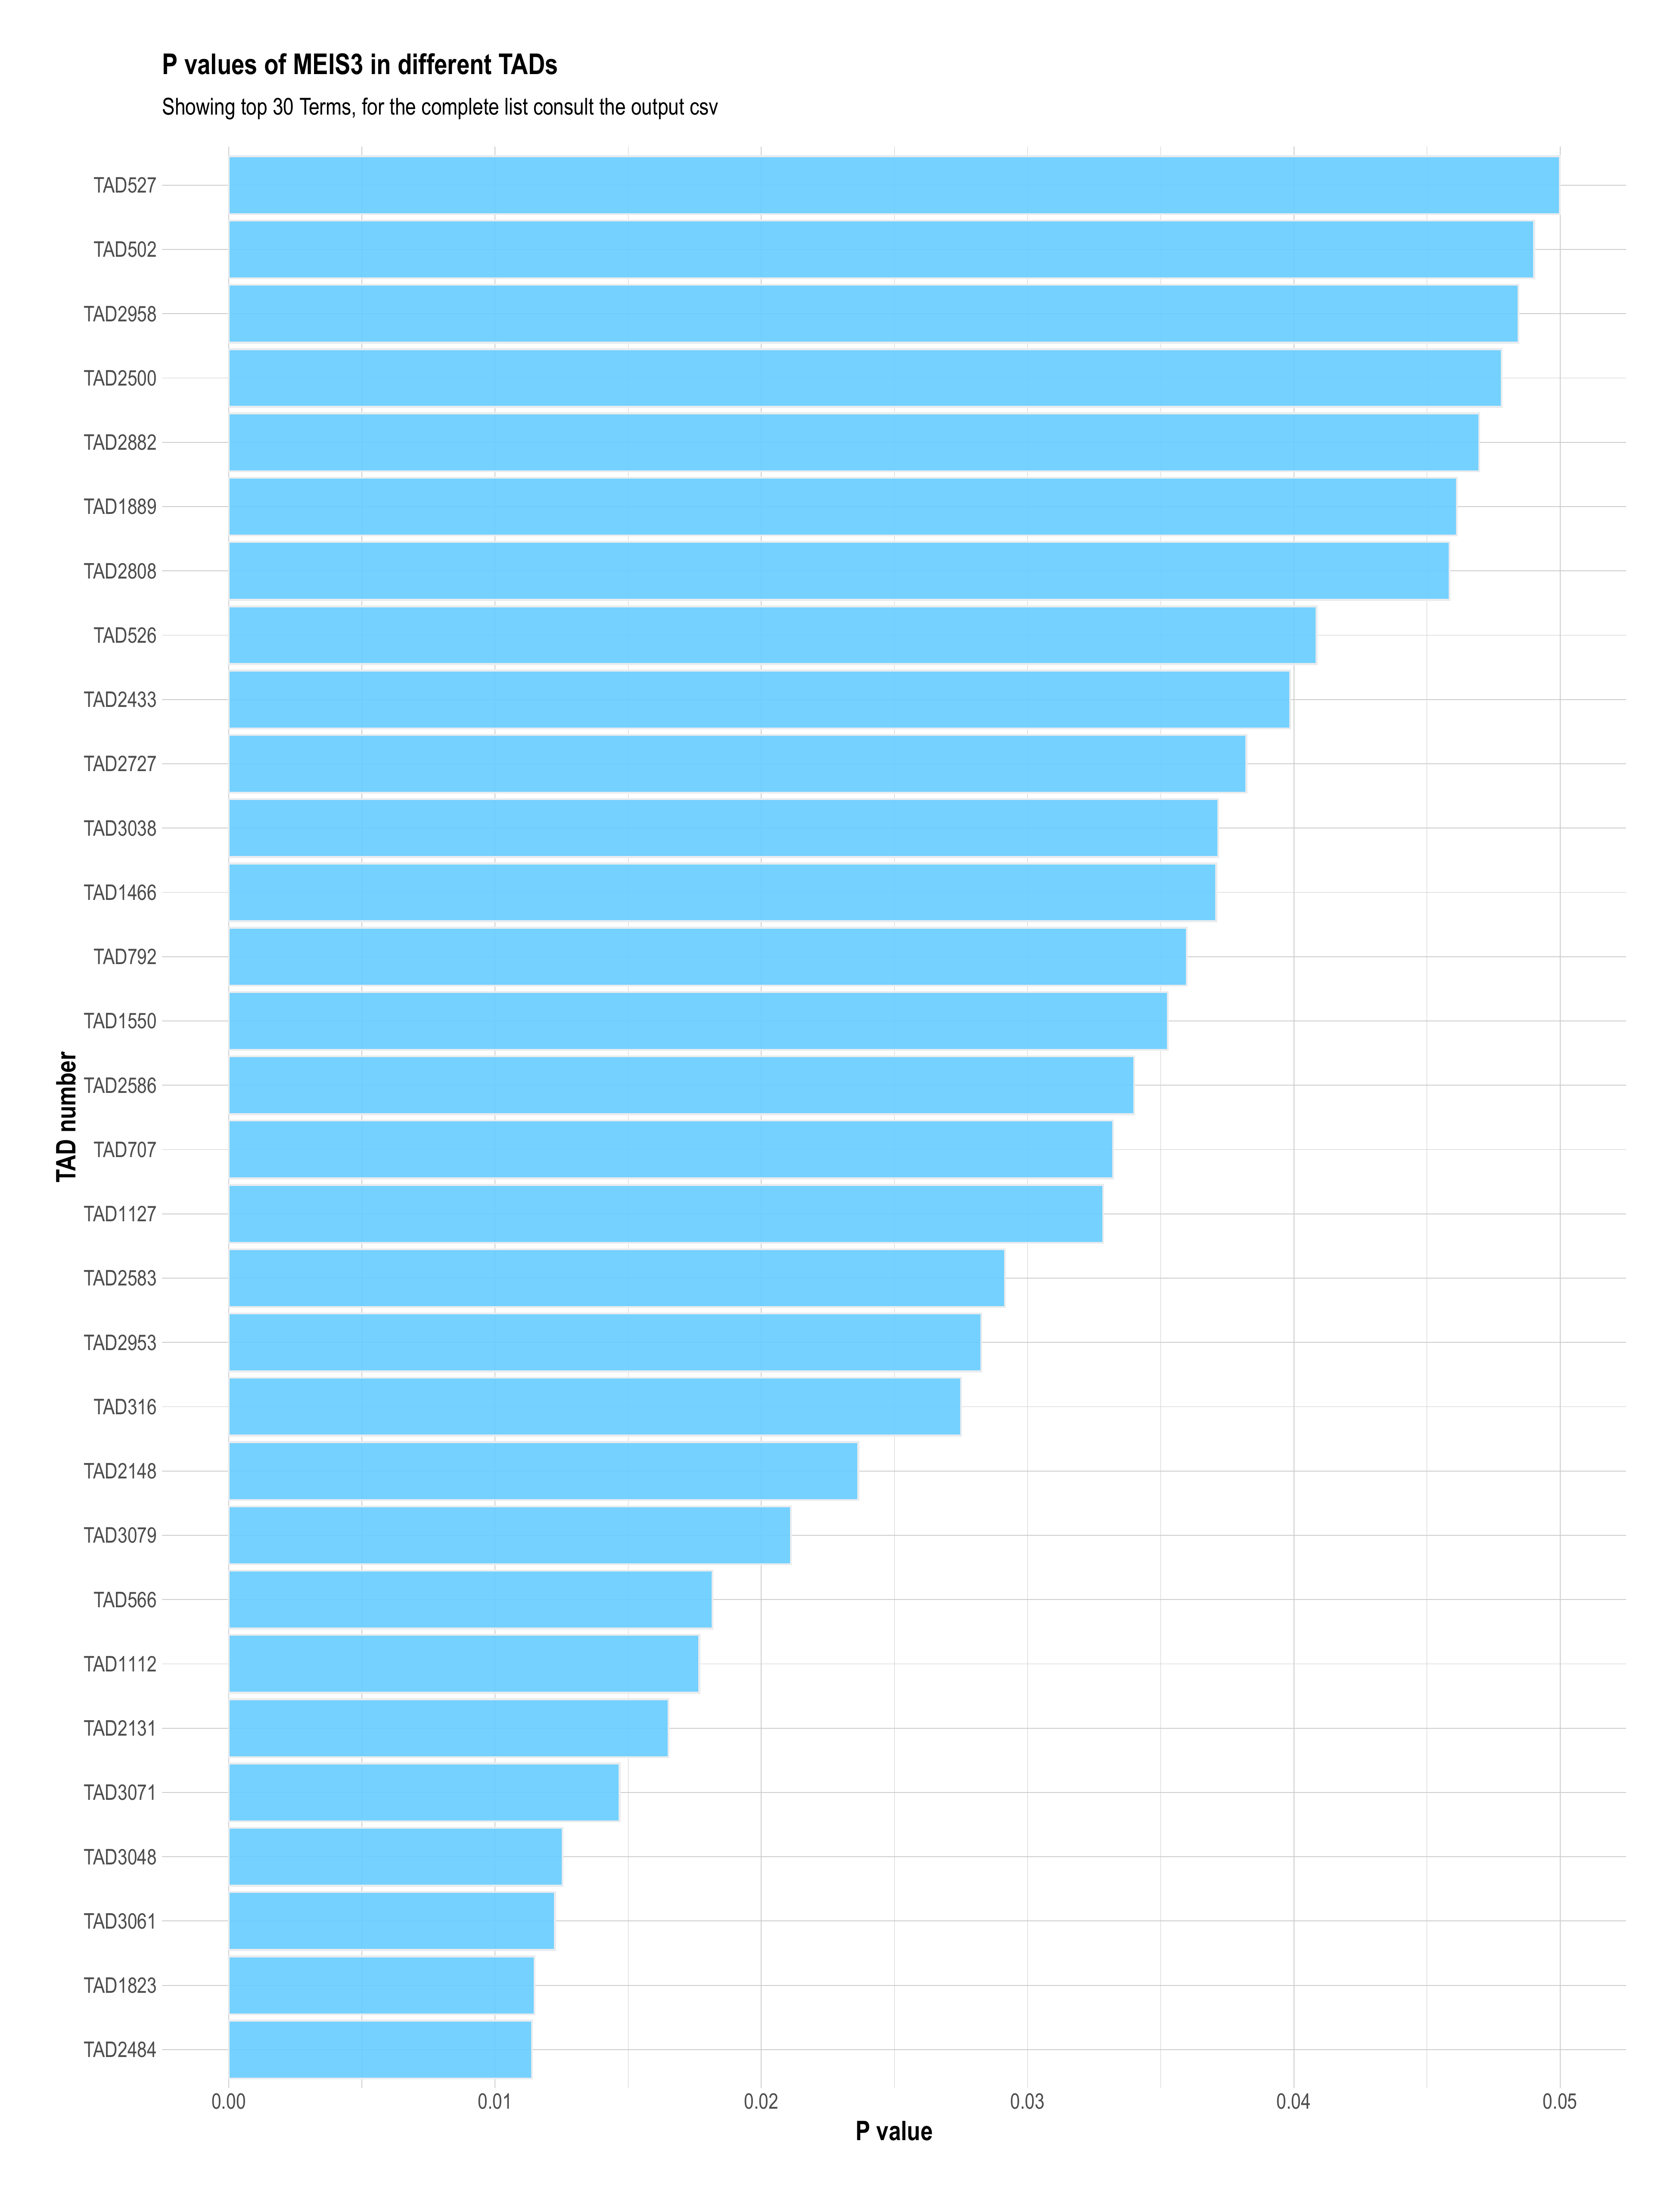 P values of MEIS3 in different TADs
Showing top 30 Terms, for the complete list consult the output csv
TAD number
TAD527
TAD502
TAD2958
TAD2500
TAD2882
TAD1889
TAD2808
TAD526
TAD2433
TAD2727
TAD3038
TAD1466
TAD792
TAD1550
TAD2586
TAD707
TAD1127
TAD2583
TAD2953
TAD316
TAD2148
TAD3079
TAD566
TAD1112
TAD2131
TAD3071
TAD3048
TAD3061
TAD1823
TAD2484
0.00 0.01 0.02 0.03 0.04 0.05
P value